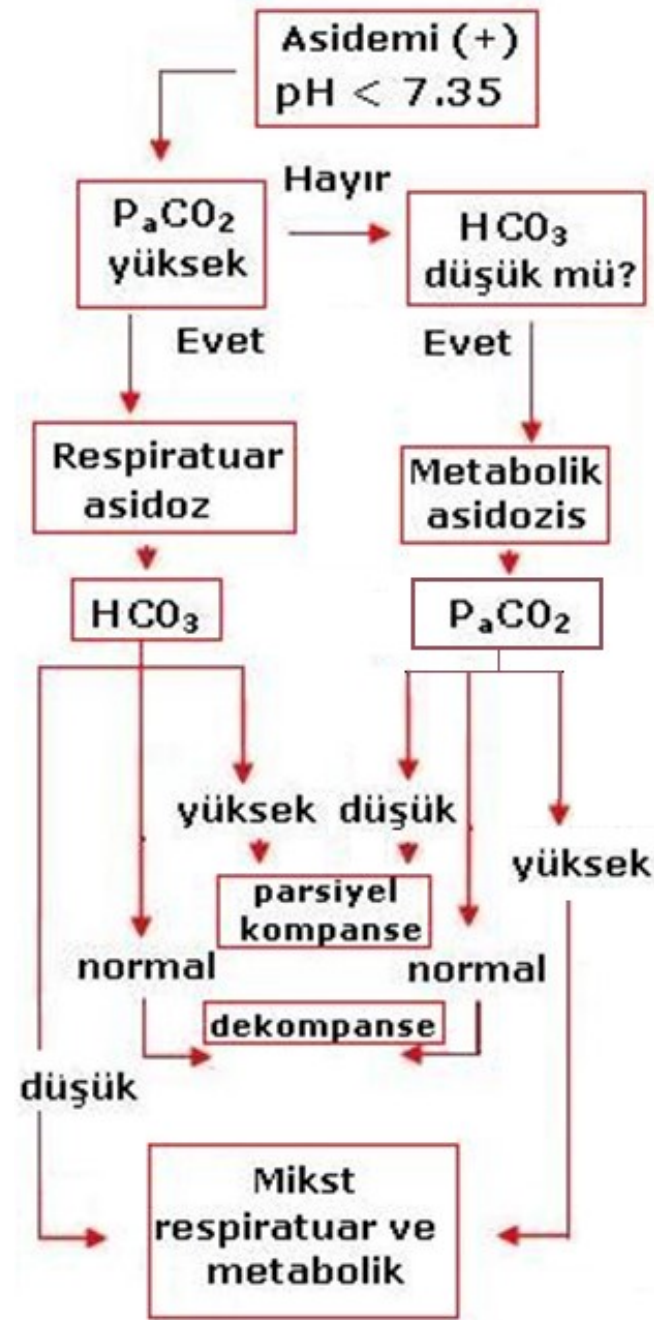 Asidemi (+)
pH < 7.35
PₐCO₂
yüksek
Hayır
HCO₃
düşük mü?
Evet
Evet
Respiratuar
asidoz
Metabolik
asidozis
HCO₃
PₐCO₂
yüksek
düşük
yüksek
parsiyel
kompanse
normal
normal
dekompanse
düşük
Mikst
respiratuar ve
metabolik